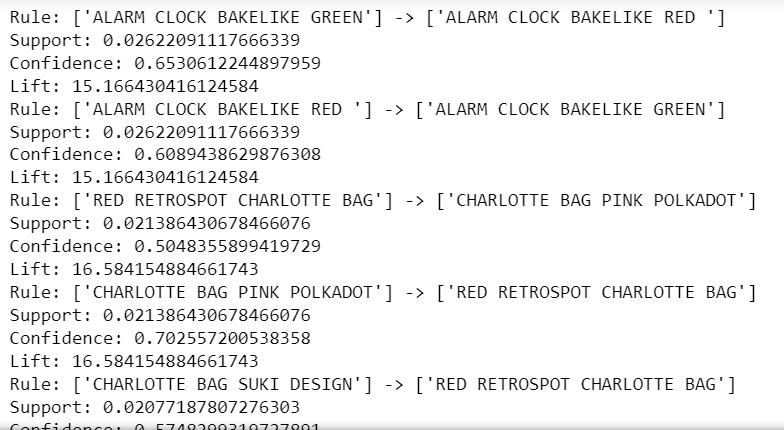 Rule: ['ALARM CLOCK BAKELIKE GREEN'] -> ['ALARM CLOCK BAKELIKE RED ']
Support: 0.02622091117666339
Confidence: 0.6530612244897959
Lift: 15.166430416124584
Rule: ['ALARM CLOCK BAKELIKE RED '] -> ['ALARM CLOCK BAKELIKE GREEN']
Support: 0.02622091117666339
Confidence: 0.6089438629876308
Lift: 15.166430416124584
Rule: ['RED RETROSPOT CHARLOTTE BAG'] -> ['CHARLOTTE BAG PINK POLKADOT']
Support: 0.021386430678466076
Confidence: 0.5048355899419729
Lift: 16.584154884661743
Rule: ['CHARLOTTE BAG PINK POLKADOT'] -> ['RED RETROSPOT CHARLOTTE BAG']
Support: 0.021386430678466076
Confidence: 0.702557200538358
Lift: 16.584154884661743
Rule: ['CHARLOTTE BAG SUKI DESIGN'] -> ['RED RETROSPOT CHARLOTTE BAG']
Support: 0.02077187807276303
Confidence: